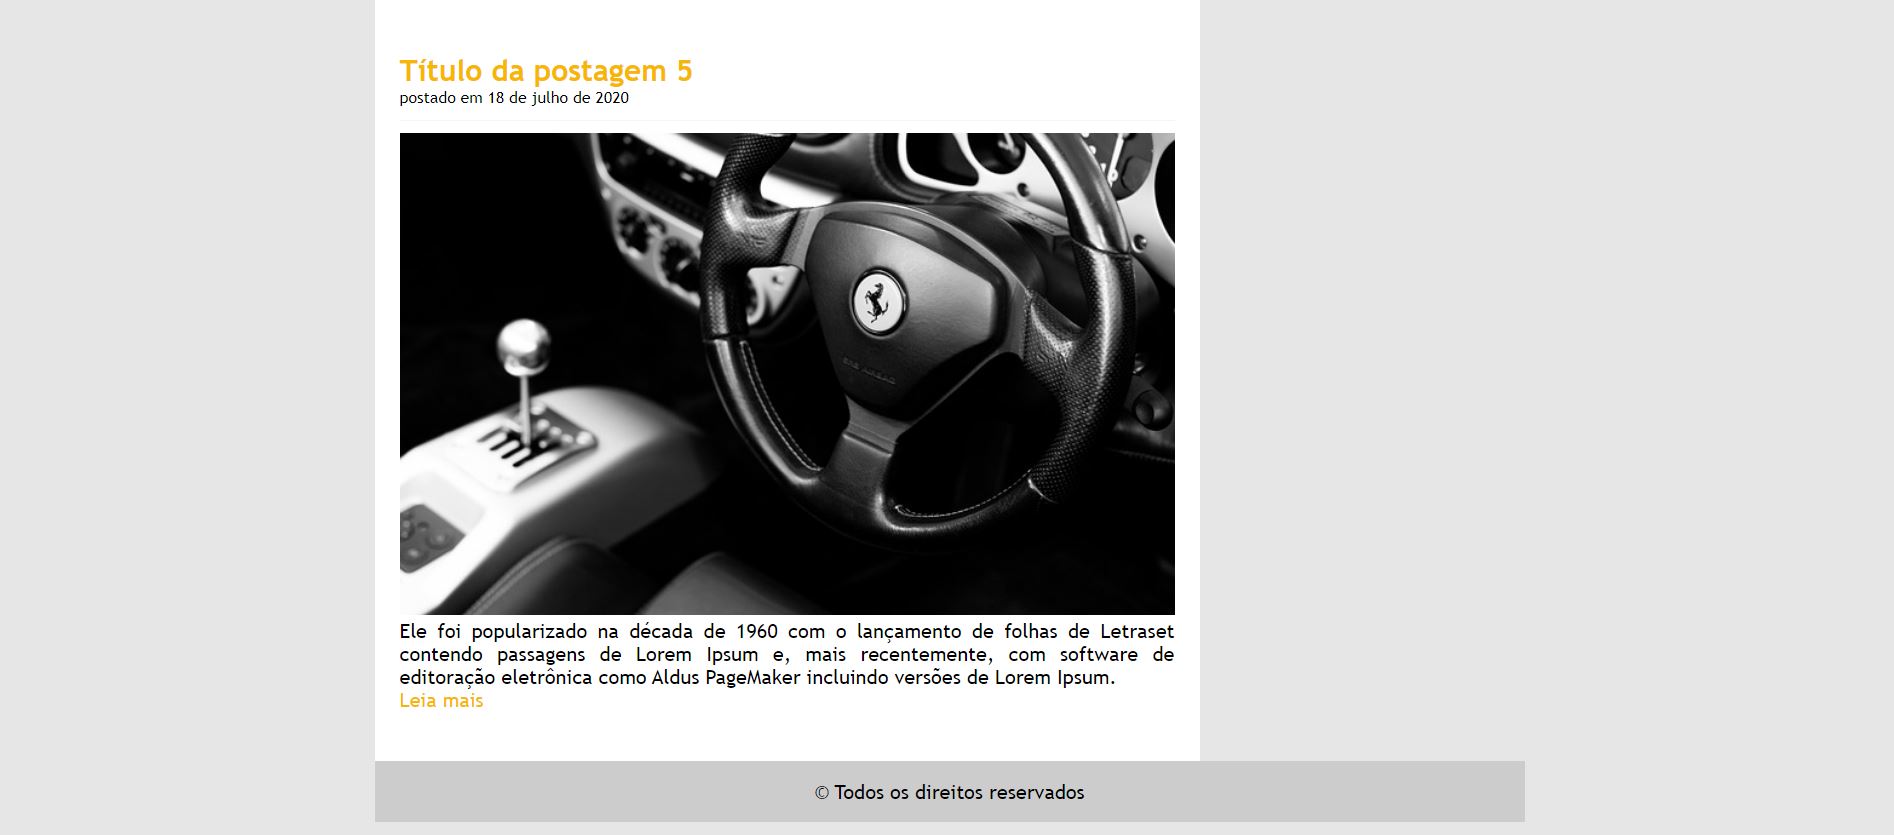 Título da postagem 5
postado em 18 de julho de 2020
Ele foi popularizado na década de 1960 com o lançamento de folhas de Letraset
contendo passagens de Lorem Ipsum e, mais recentemente, com software de
editoração eletrônica como Aldus PageMaker incluindo versões de Lorem Ipsum.
Leia mais
© Todos os direitos reservados